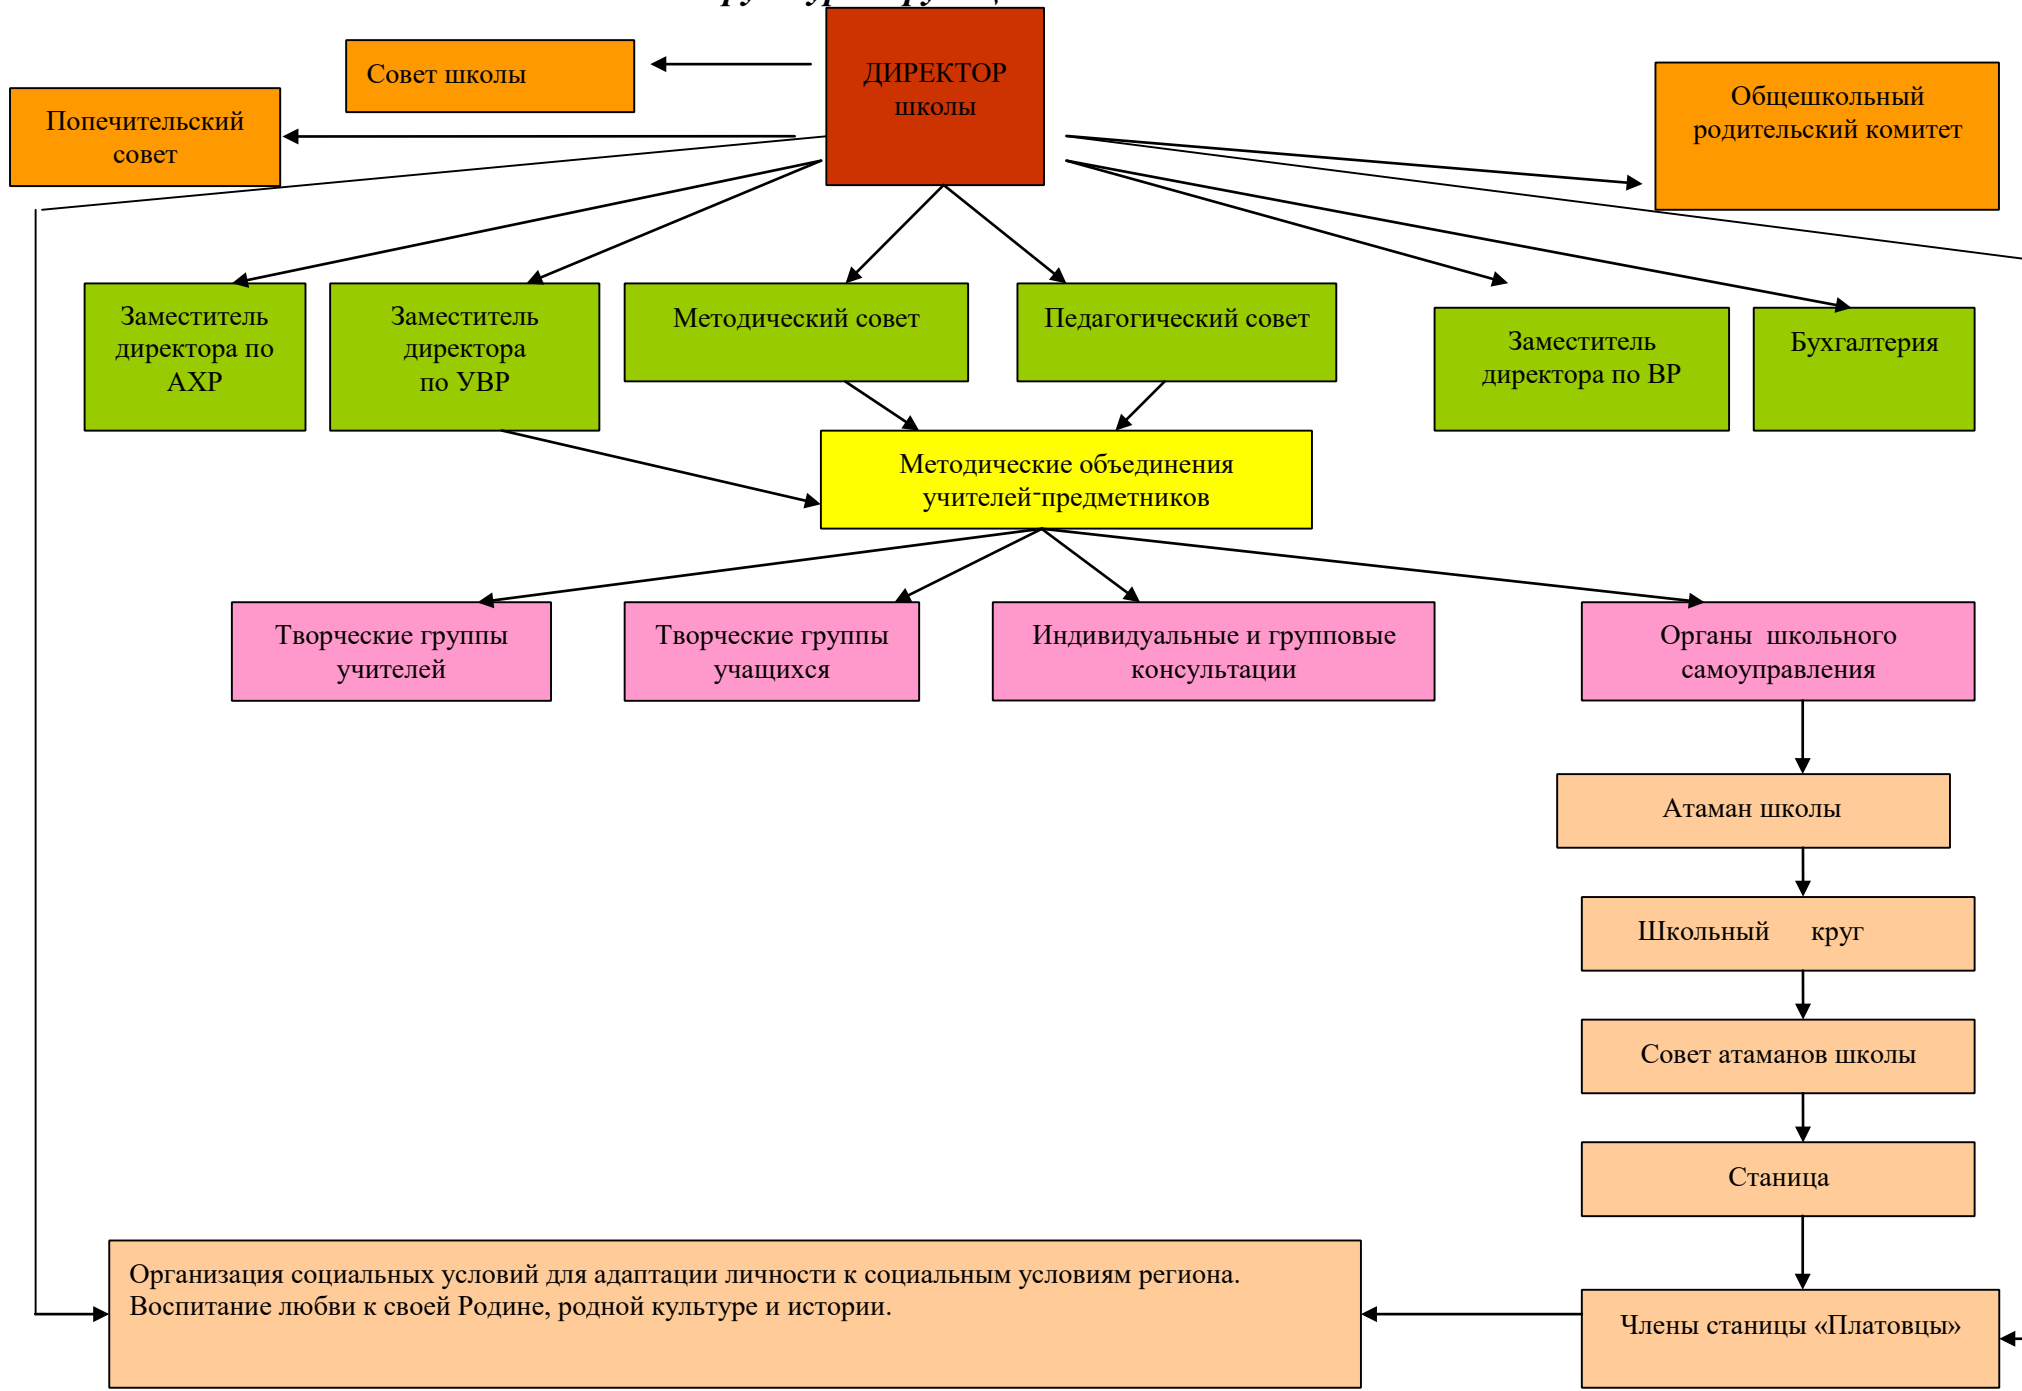 Совет школы
ДИРЕКТОР
школы
Попечительский
совет
Общешкольный
родительский комитет
Заместитель
директора по
АХР
Заместитель
директора
по УВР
Методический совет
Педагогический совет
Заместитель
директора по ВР
Бухгалтерия
Методические объединения
учителей-предметников
Творческие группы
учителей
Творческие группы
учащихся
Индивидуальные и групповые
консультации
Органы школьного
самоуправления
Атаман школы
Школьный круг
Совет атаманов школы
Станица
Организация социальных условий для адаптации личности к социальным условиям региона.
Воспитание любви к своей Родине, родной культуре и истории.
Члены станицы «Платовцы»